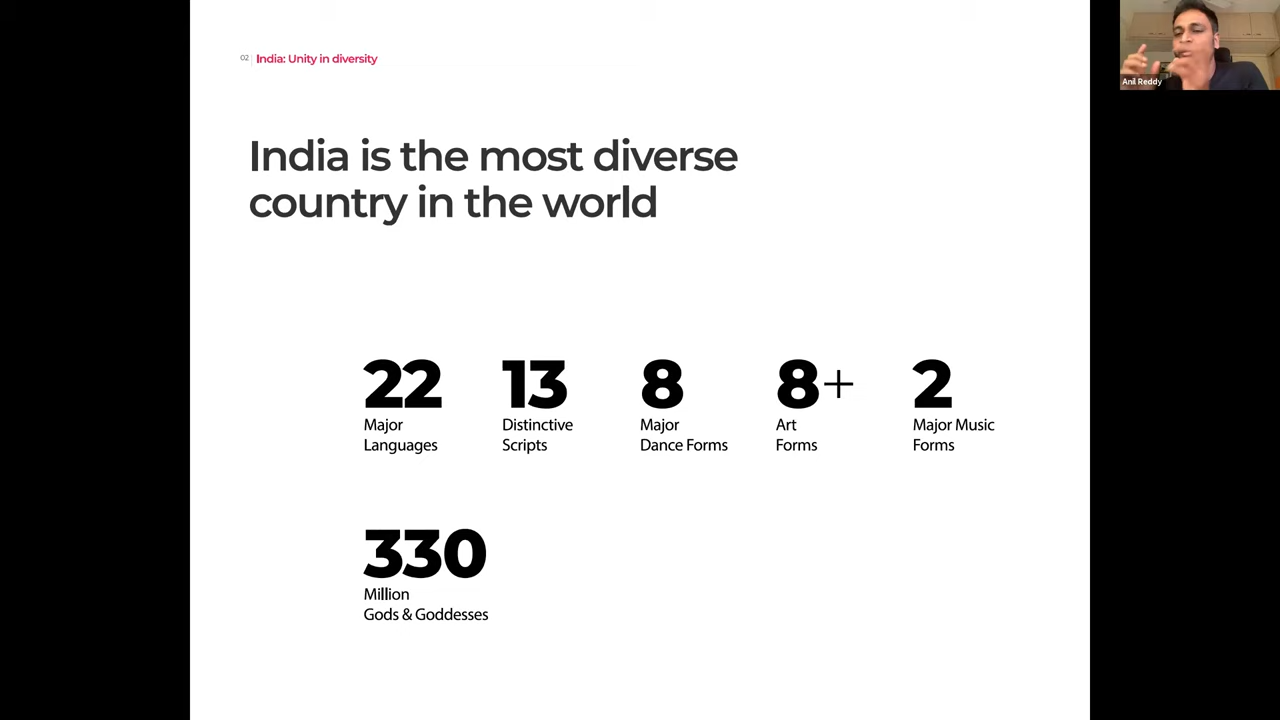 02 India: Unity in diversity
India is the most diverse
country in the world
22
Major
Languages
13
Distinctive
Scripts
8
Major
Dance Forms
8+
Art
Forms
2
Major Music
Forms
330
Million
Gods & Goddesses
Anil Reddy